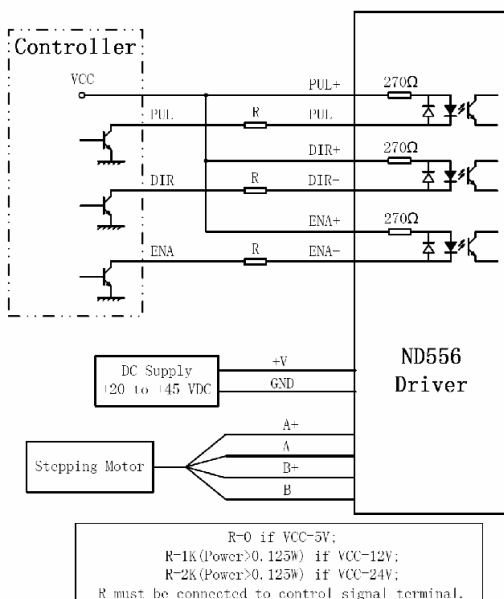 Controller
VCC
PUL+
270Ω
PUL
R
PUL
DIR+
270Ω
DIR
R
DIR-
ENA+
270Ω
ENA
R
ENA-
ND556
Driver
DC Supply
+20 to +45 VDC
+V
GND
Stepping Motor
A+
A
B+
B
R-0 if VCC-5V;
R-1K(Power>0.125W) if VCC-12V;
R-2K(Power>0.125W) if VCC-24V;
R must be connected to control signal terminal.